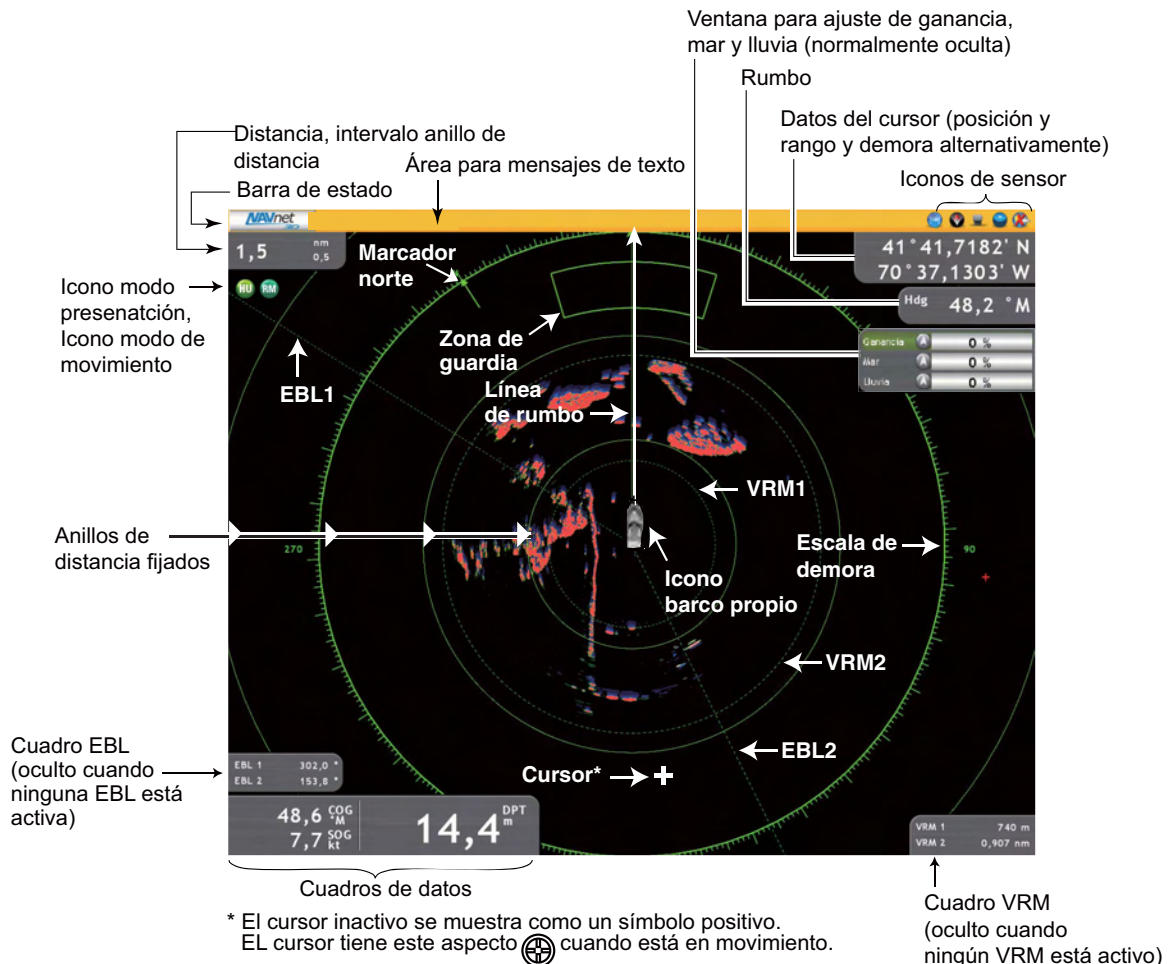 Ventana para ajuste de ganancia,
mar y lluvia (normalmente oculta)
Rumbo
Datos del cursor (posición y
rango y demora alternativamente)
Iconos de sensor
Distancia, intervalo anillo de
distancia
Área para mensajes de texto
Barra de estado
NAVnet
1,5 nm
0,5
41°41,7182' N
70°37,1303' W
Hdg 48,2 °M
Ganancia A 0 %
Mar A 0 %
Lluvia A 0 %
Icono modo
presenatción,
Icono modo de
movimiento
HU RM
Marcador
norte
Zona de
guardia
EBL1
Línea
de rumbo
VRM1
Anillos de
distancia fijados
270
Escala de
demora
90
Icono
barco propio
VRM2
EBL2
Cursor*
Cuadro EBL
(oculto cuando
ninguna EBL está
activa)
EBL 1 302,0 °
EBL 2 153,8 °
48,6 COG °M
7,7 SOG kt
14,4 DPT m
VRM 1 740 m
VRM 2 0,907 nm
Cuadros de datos
Cuadro VRM
(oculto cuando
ningún VRM está activo)
* El cursor inactivo se muestra como un símbolo positivo.
EL cursor tiene este aspecto cuando está en movimiento.